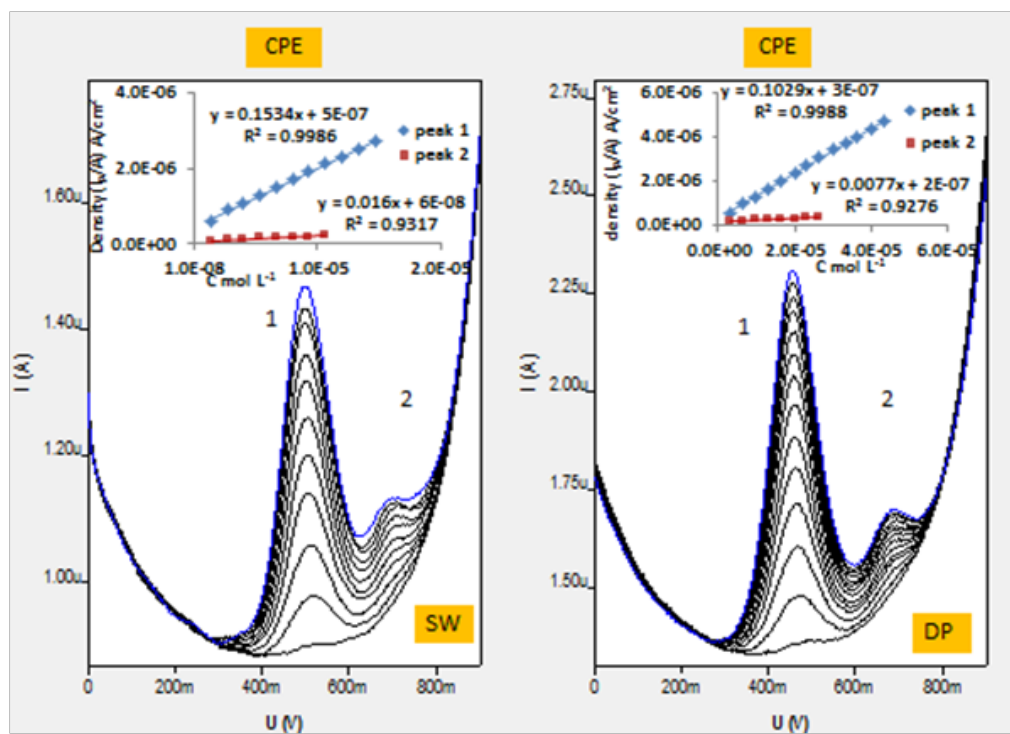 CPE
4.0E-06
2.0E-06
0.0E+00
Density (Iₚ/A) A/cm²
y = 0.1534x + 5E-07
R² = 0.9986
peak 1
peak 2
y = 0.016x + 6E-08
R² = 0.9317
1.0E-08
1.0E-05
2.0E-05
C mol L⁻¹
1.60u
1.40u
1.20u
1.00u
I (A)
1
2
SW
0
200m
400m
600m
800m
U (V)
CPE
2.75u
2.50u
2.25u
2.00u
1.75u
1.50u
I (A)
6.0E-06
4.0E-06
2.0E-06
0.0E+00
density (Iₚ/A) A/cm²
y = 0.1029x + 3E-07
R² = 0.9988
peak 1
peak 2
y = 0.0077x + 2E-07
R² = 0.9276
0.0E+00
2.0E-05
4.0E-05
6.0E-05
C mol L⁻¹
1
2
DP
0
200m
400m
600m
800m
U (V)